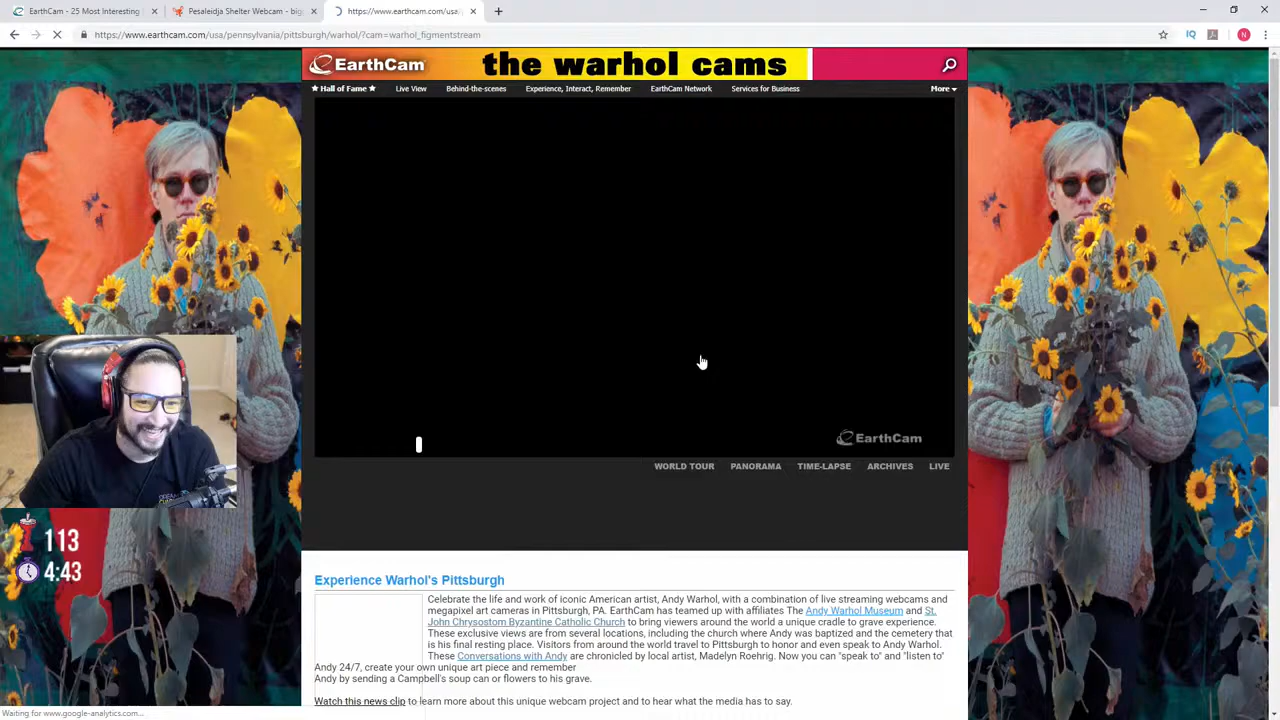 EarthCam - 25 Most Interesting
Pesaleidja Shelter Webcam - big
https://www.earthcam.com/usa
https://www.earthcam.com/usa/pennsylvania/pittsburgh/warhol/?cam=warhol_figmentstream
IQ
N
EarthCam
the warhol cams
★ Hall of Fame ★ Live View Behind-the-scenes Experience, Interact, Remember EarthCam Network Services for Business More
EarthCam
WORLD TOUR PANORAMA TIME-LAPSE ARCHIVES LIVE
113
4:43
Experience Warhol's Pittsburgh
Celebrate the life and work of iconic American artist, Andy Warhol, with a combination of live streaming webcams and
megapixel art cameras in Pittsburgh, PA. EarthCam has teamed up with affiliates The Andy Warhol Museum and St.
John Chrysostom Byzantine Catholic Church to bring viewers around the world a unique cradle to grave experience.
These exclusive views are from several locations, including the church where Andy was baptized and the cemetery that
is his final resting place. Visitors from around the world travel to Pittsburgh to honor and even speak to Andy Warhol.
These Conversations with Andy are chronicled by local artist, Madelyn Roehrig. Now you can "speak to" and "listen to"
Andy 24/7, create your own unique art piece and remember
Andy by sending a Campbell's soup can or flowers to his grave.
Watch this news clip to learn more about this unique webcam project and to hear what the media has to say.
Waiting for www.google-analytics.com...